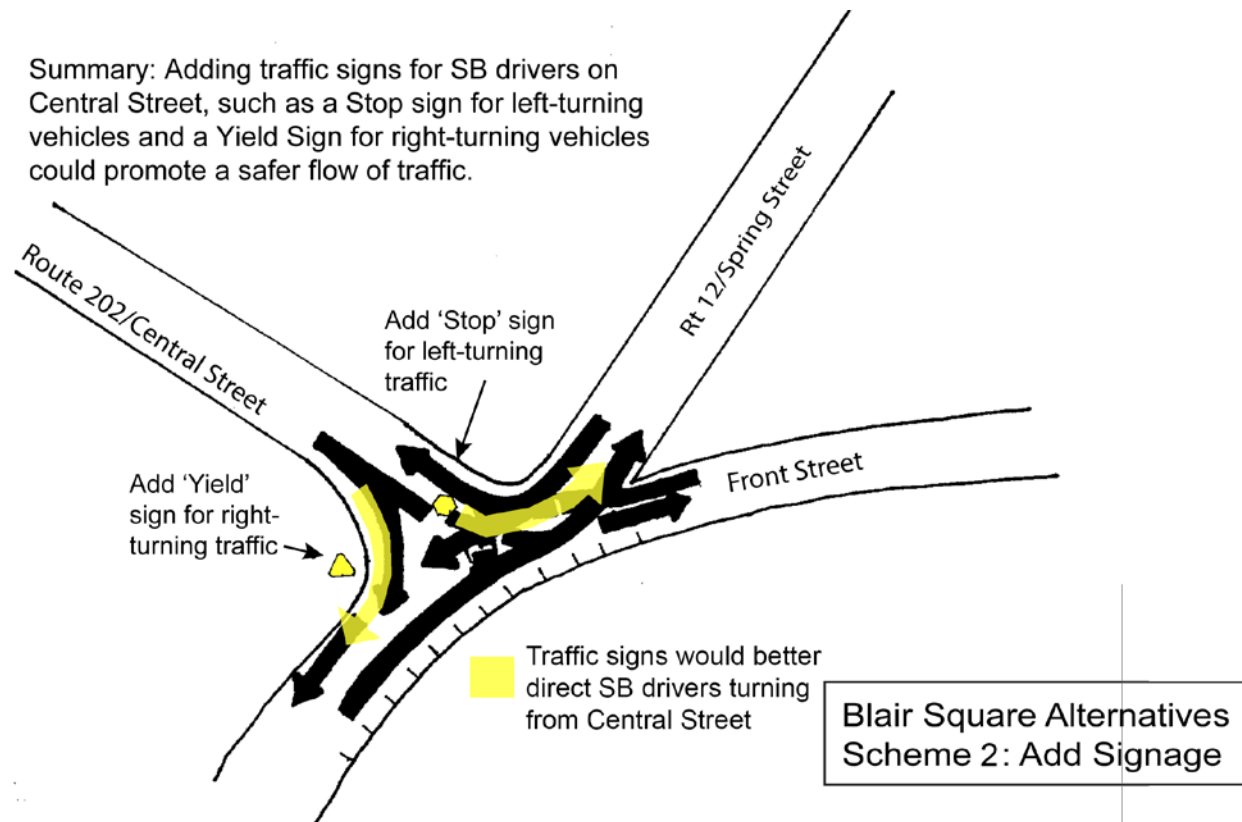 Summary: Adding traffic signs for SB drivers on
Central Street, such as a Stop sign for left-turning
vehicles and a Yield Sign for right-turning vehicles
could promote a safer flow of traffic.
Route 202/Central Street
Rt 12/Spring Street
Add ‘Stop’ sign
for left-turning
traffic
Front Street
Add ‘Yield’
sign for right-
turning traffic
Traffic signs would better
direct SB drivers turning
from Central Street
Blair Square Alternatives
Scheme 2: Add Signage